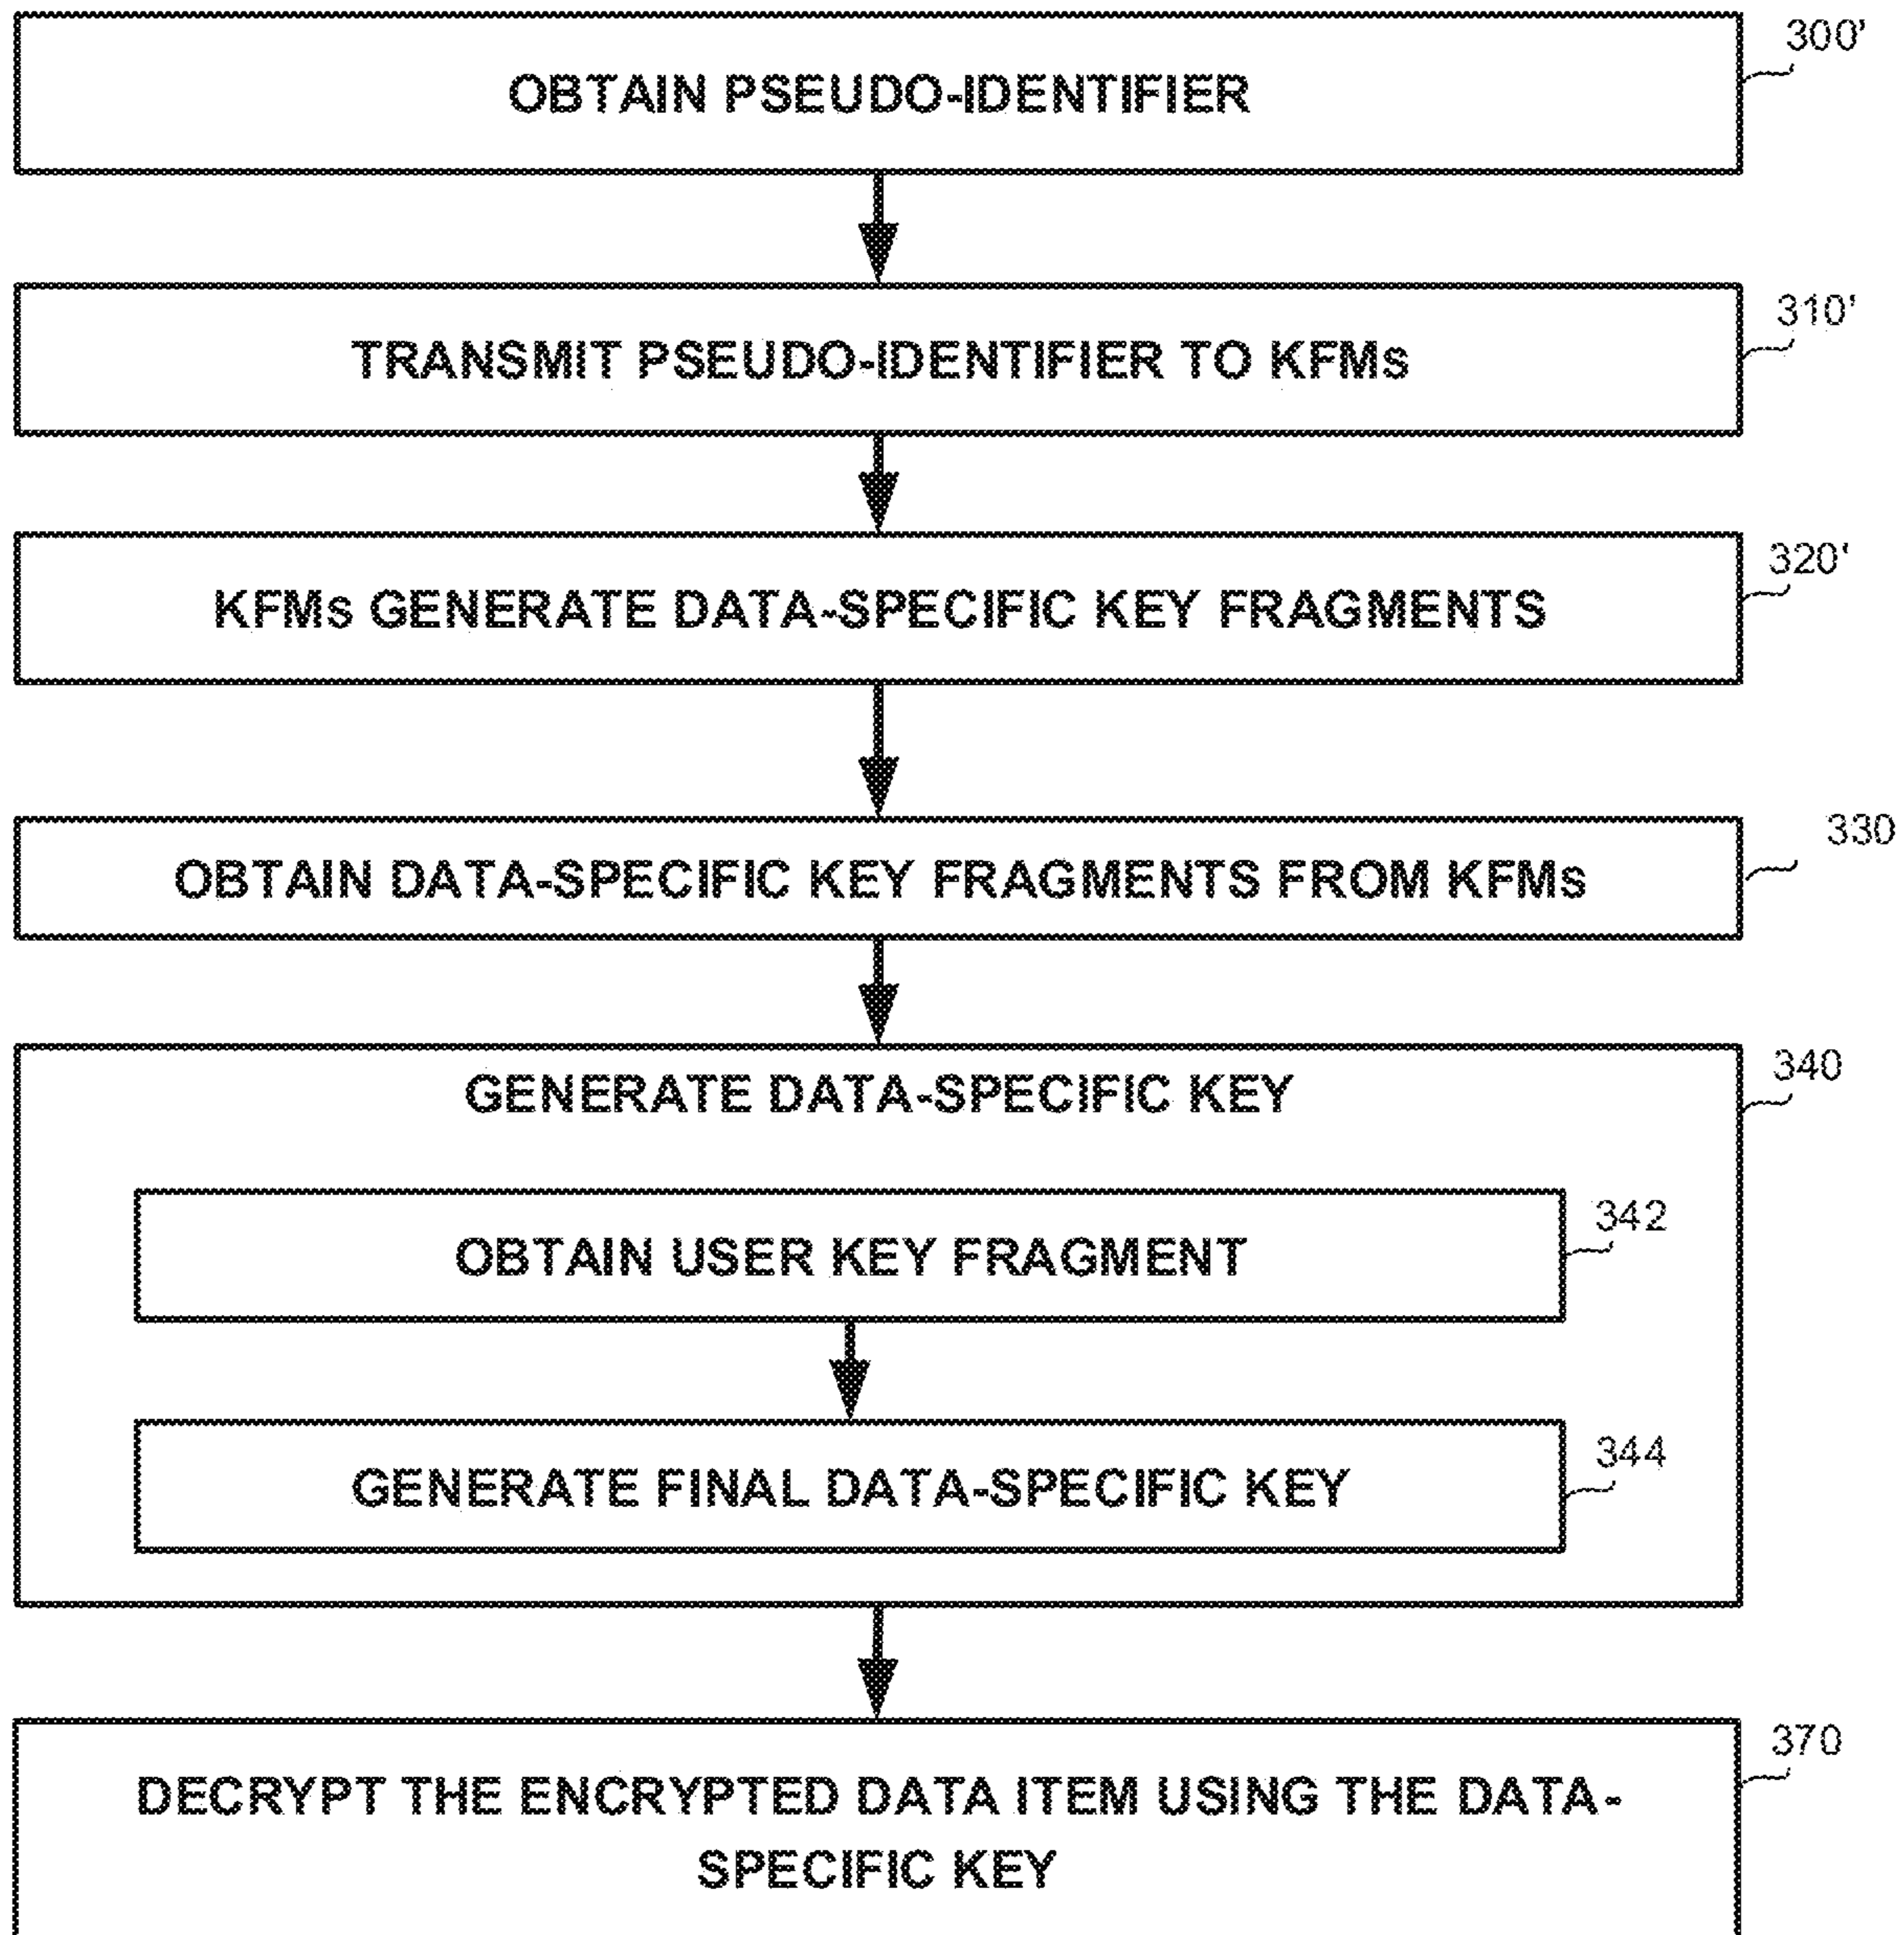 300'
OBTAIN PSEUDO-IDENTIFIER
310'
TRANSMIT PSEUDO-IDENTIFIER TO KFMs
320'
KFMs GENERATE DATA-SPECIFIC KEY FRAGMENTS
330
OBTAIN DATA-SPECIFIC KEY FRAGMENTS FROM KFMs
340
GENERATE DATA-SPECIFIC KEY
342
OBTAIN USER KEY FRAGMENT
344
GENERATE FINAL DATA-SPECIFIC KEY
370
DECRYPT THE ENCRYPTED DATA ITEM USING THE DATA-
SPECIFIC KEY